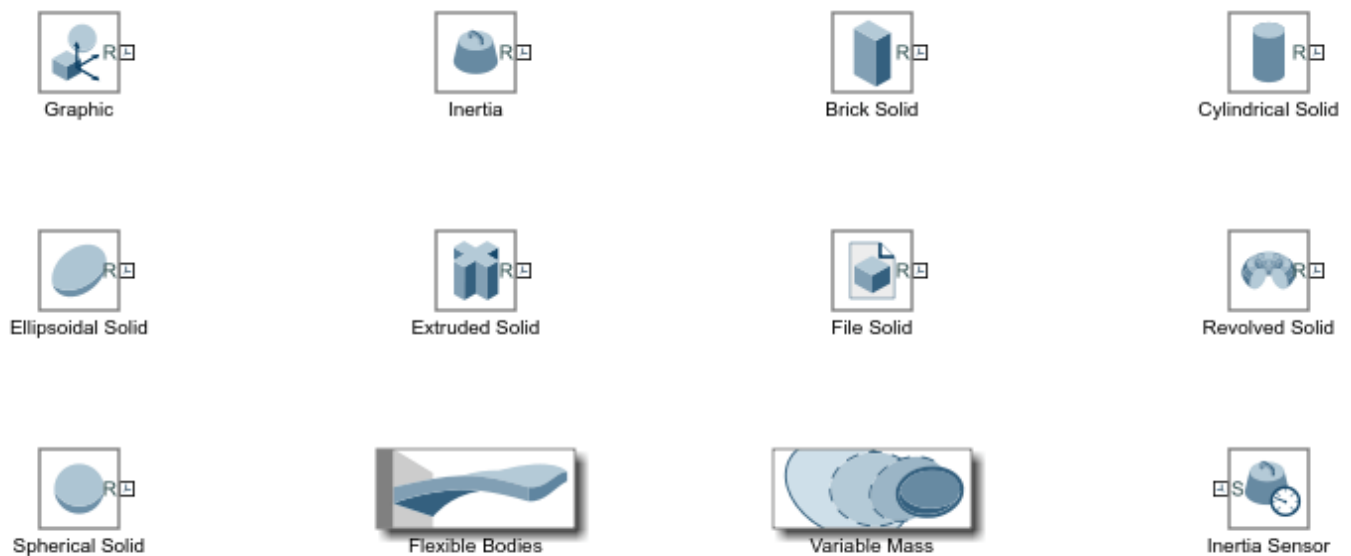 R
Graphic
R
Inertia
R
Brick Solid
R
Cylindrical Solid
R
Ellipsoidal Solid
R
Extruded Solid
R
File Solid
R
Revolved Solid
R
Spherical Solid
Flexible Bodies
Variable Mass
S
Inertia Sensor